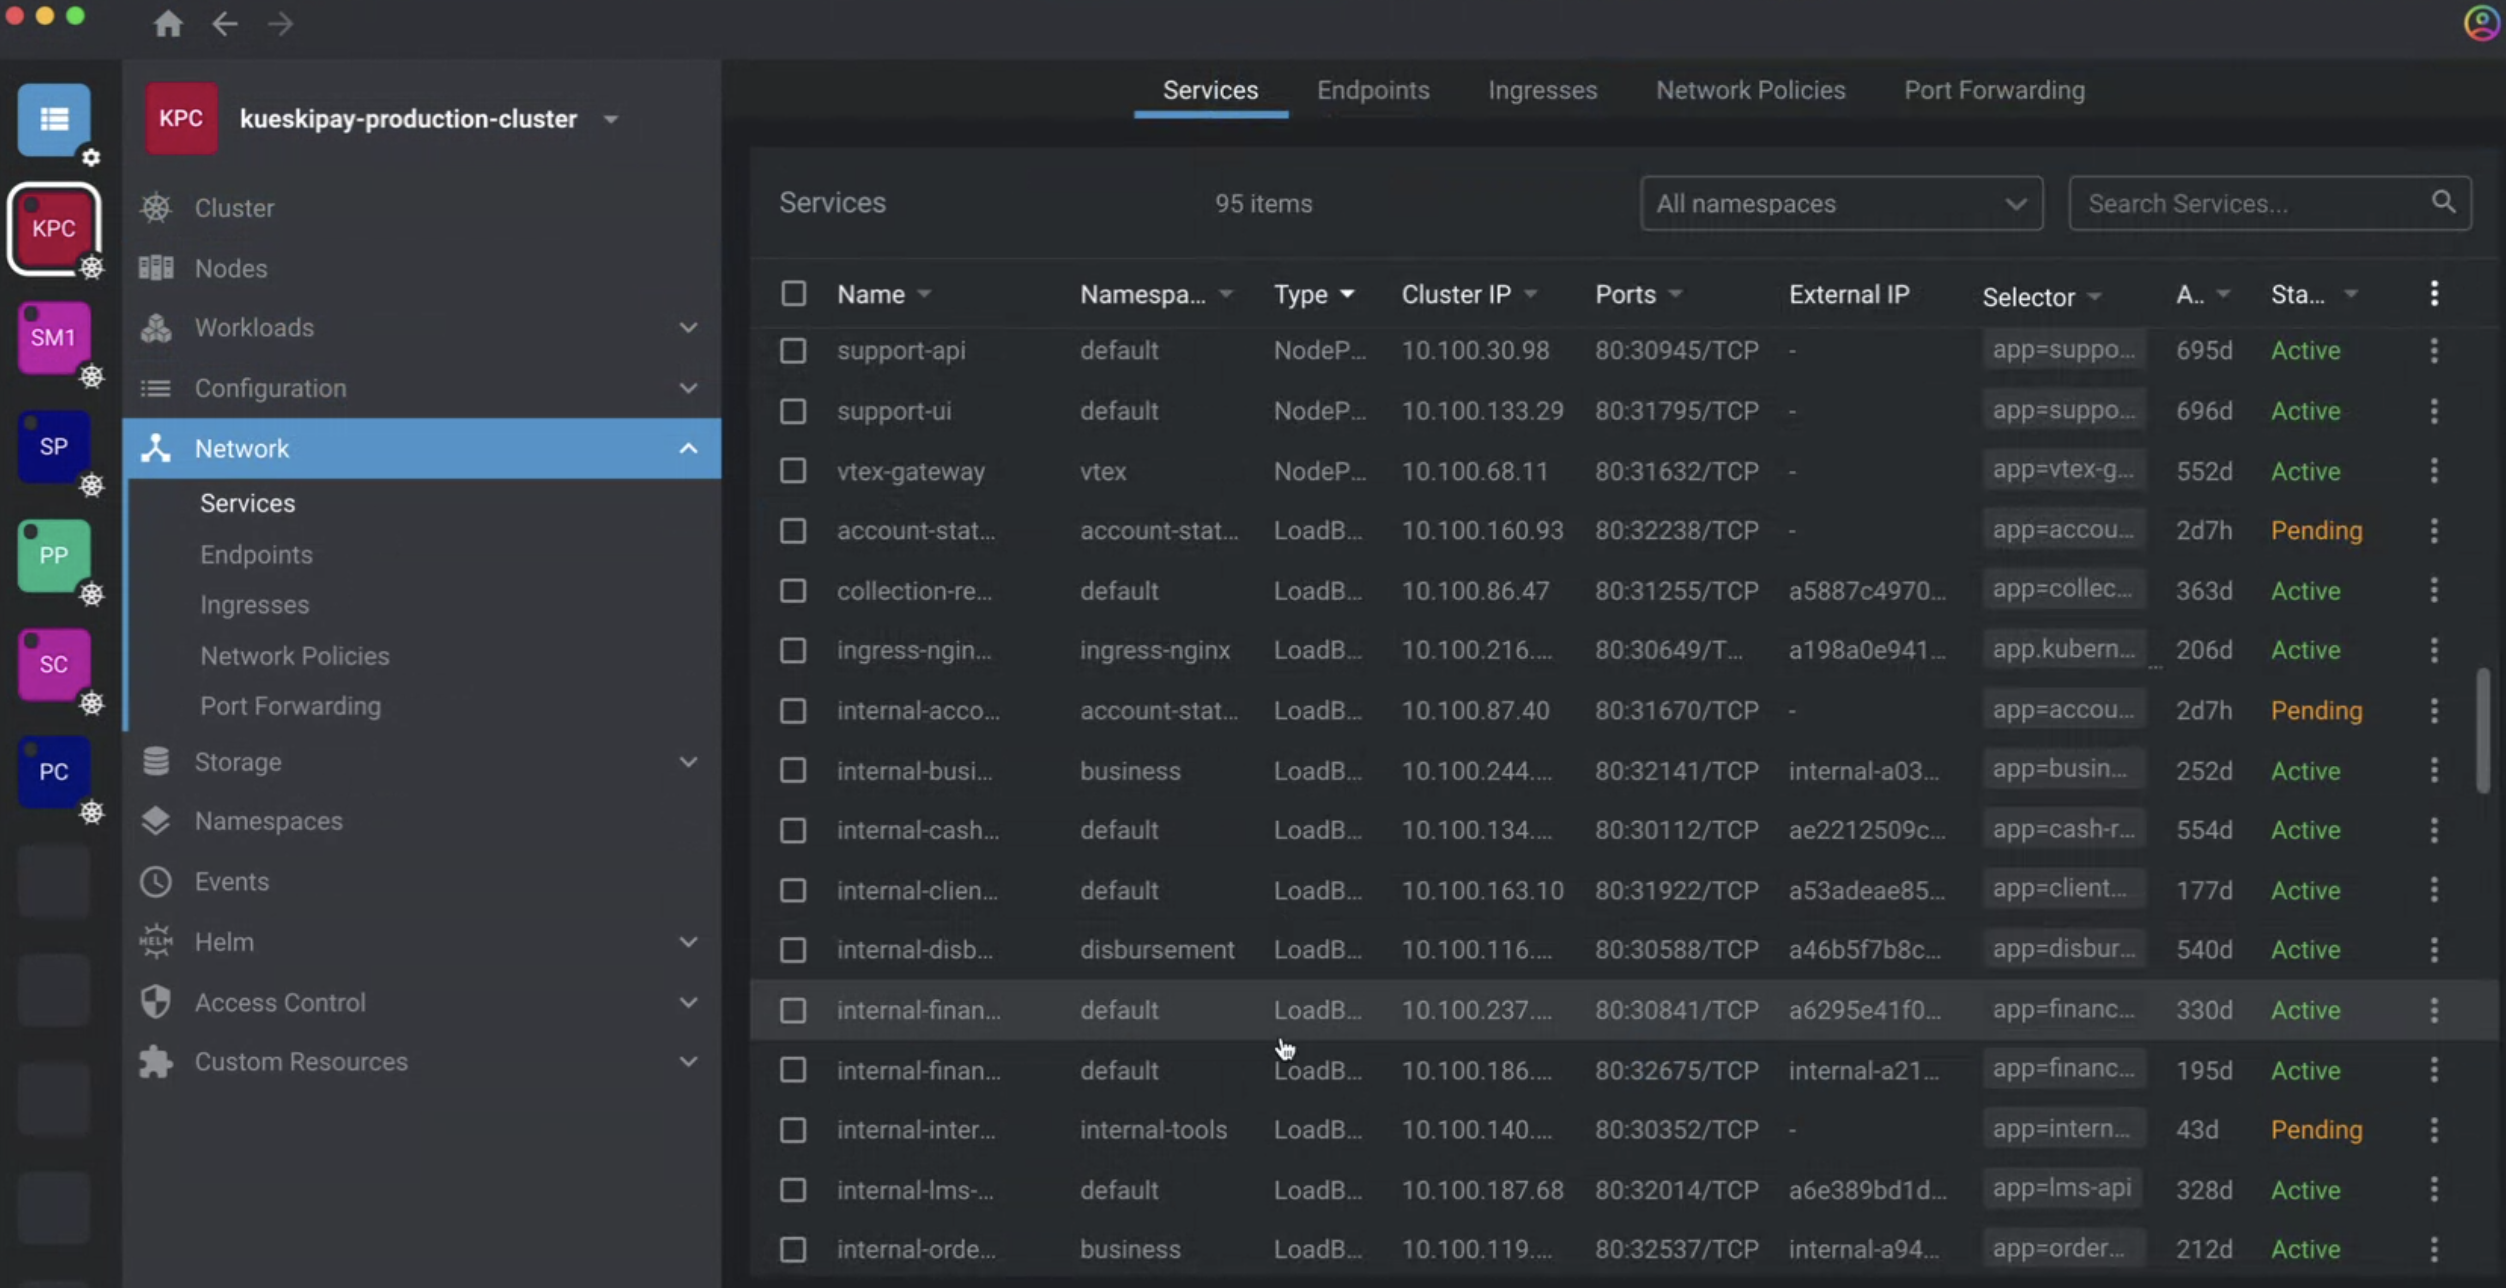 Services Endpoints Ingresses Network Policies Port Forwarding
KPC kueskipay-production-cluster
KPC
SM1
SP
PP
SC
PC
Cluster
Nodes
Workloads
Configuration
Network
Services
Endpoints
Ingresses
Network Policies
Port Forwarding
Storage
Namespaces
Events
HELM Helm
Access Control
Custom Resources
Services 95 items All namespaces Search Services...
Name Namespa... Type Cluster IP Ports External IP Selector A.. Sta...
support-api default NodeP... 10.100.30.98 80:30945/TCP - app=suppo... 695d Active
support-ui default NodeP... 10.100.133.29 80:31795/TCP - app=suppo... 696d Active
vtex-gateway vtex NodeP... 10.100.68.11 80:31632/TCP - app=vtex-g... 552d Active
account-stat... account-stat... LoadB... 10.100.160.93 80:32238/TCP - app=accou... 2d7h Pending
collection-re... default LoadB... 10.100.86.47 80:31255/TCP a5887c4970... app=collec... 363d Active
ingress-ngin... ingress-nginx LoadB... 10.100.216.... 80:30649/T... a198a0e941... app.kubern... ... 206d Active
internal-acco... account-stat... LoadB... 10.100.87.40 80:31670/TCP - app=accou... 2d7h Pending
internal-busi... business LoadB... 10.100.244.... 80:32141/TCP internal-a03... app=busin... 252d Active
internal-cash... default LoadB... 10.100.134.... 80:30112/TCP ae2212509c... app=cash-r... 554d Active
internal-clien... default LoadB... 10.100.163.10 80:31922/TCP a53adeae85... app=client... 177d Active
internal-disb... disbursement LoadB... 10.100.116.... 80:30588/TCP a46b5f7b8c... app=disbur... 540d Active
internal-finan... default LoadB... 10.100.237.... 80:30841/TCP a6295e41f0... app=financ... 330d Active
internal-finan... default LoadB... 10.100.186.... 80:32675/TCP internal-a21... app=financ... 195d Active
internal-inter... internal-tools LoadB... 10.100.140.... 80:30352/TCP - app=intern... 43d Pending
internal-lms-... default LoadB... 10.100.187.68 80:32014/TCP a6e389bd1d... app=lms-api 328d Active
internal-orde... business LoadB... 10.100.119.... 80:32537/TCP internal-a94... app=order... 212d Active